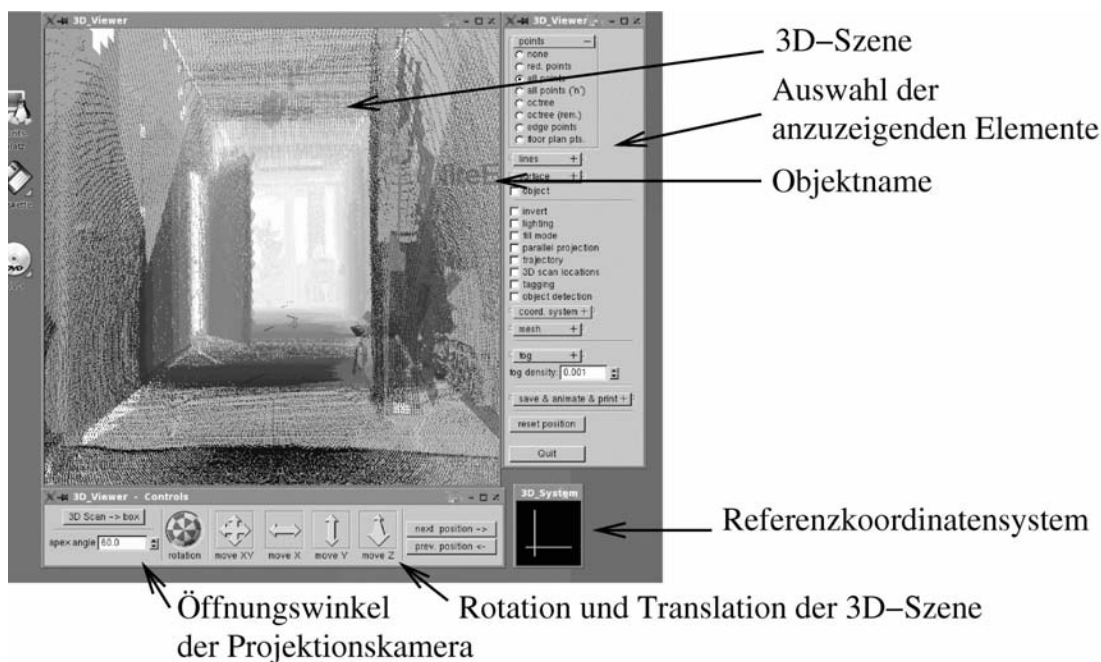 3D_Viewer
3D_Viewer
points
none
red. points
all points
all points ('n')
octree
octree (rem.)
edge points
floor plan pts.
lines
surface
object
invert
lighting
fill mode
parallel projection
trajectory
3D scan locations
tagging
object detection
coord. system
mesh
fog
fog density: 0.001
save & animate & print
reset position
Quit
3D–Szene
Auswahl der
anzuzeigenden Elemente
Objektname
3D_Viewer - Controls
3D Scan -> box
apex angle 60.0
rotation
move XY
move X
move Y
move Z
next position ->
prev. position <-
3D_System
Referenzkoordinatensystem
Öffnungswinkel
der Projektionskamera
Rotation und Translation der 3D–Szene